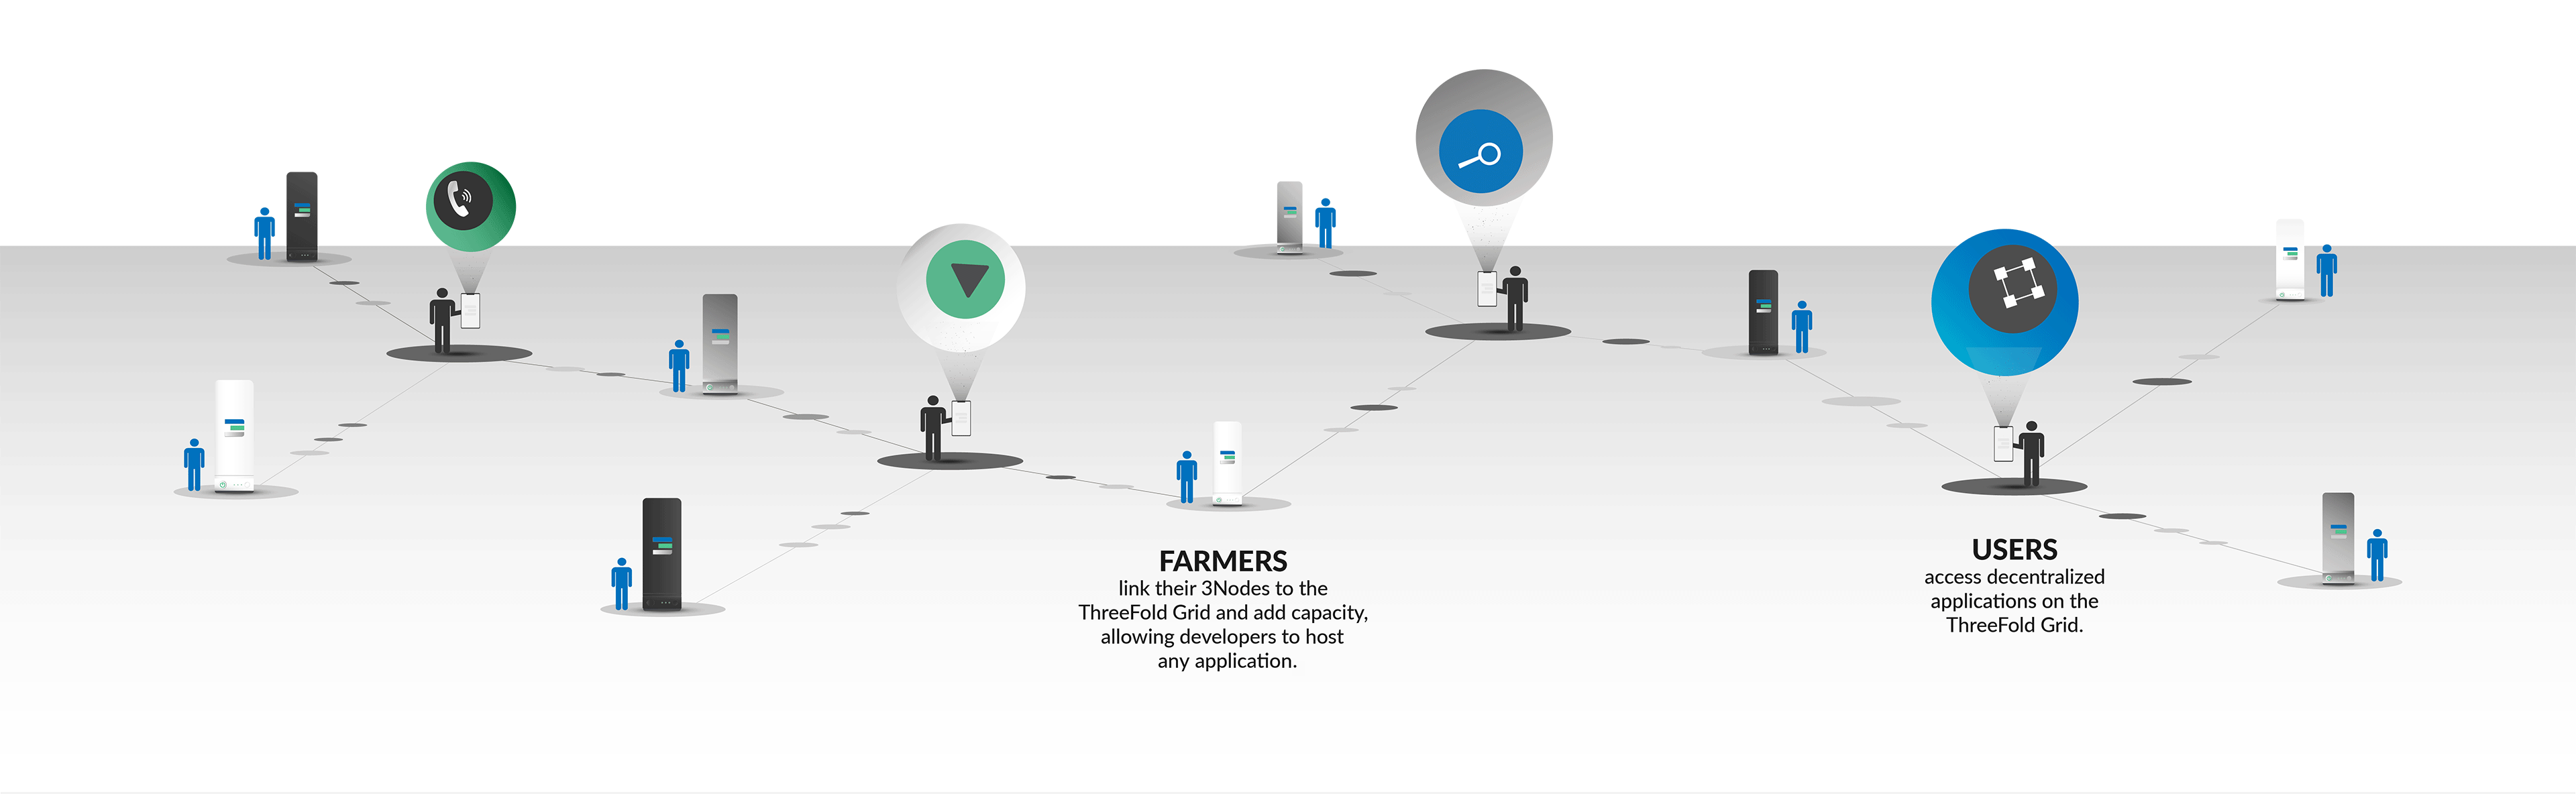 FARMERS
link their 3Nodes to the
ThreeFold Grid and add capacity,
allowing developers to host
any application.
USERS
access decentralized
applications on the
ThreeFold Grid.